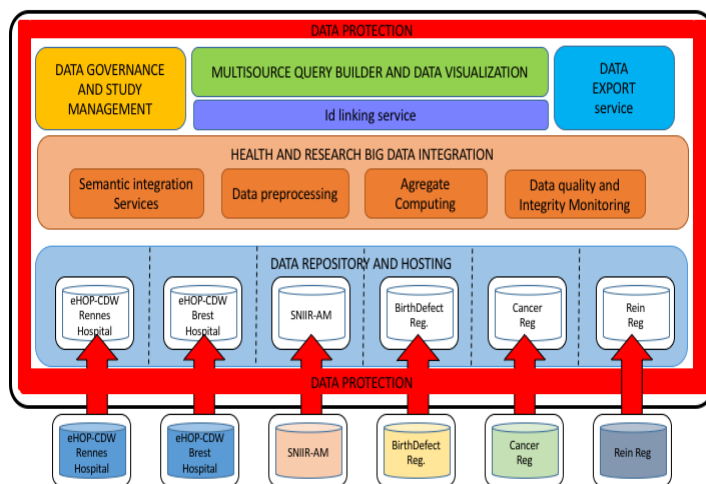 DATA PROTECTION
DATA GOVERNANCE
AND STUDY
MANAGEMENT
MULTISOURCE QUERY BUILDER AND DATA VISUALIZATION
Id linking service
DATA
EXPORT
service
HEALTH AND RESEARCH BIG DATA INTEGRATION
Semantic integration
Services
Data preprocessing
Agregate
Computing
Data quality and
Integrity Monitoring
DATA REPOSITORY AND HOSTING
eHOP-CDW
Rennes
Hospital
eHOP-CDW
Brest
Hospital
SNIIR-AM
BirthDefect
Reg.
Cancer
Reg
Rein
Reg
DATA PROTECTION
eHOP-CDW
Rennes
Hospital
eHOP-CDW
Brest
Hospital
SNIIR-AM
BirthDefect
Reg.
Cancer
Reg
Rein Reg